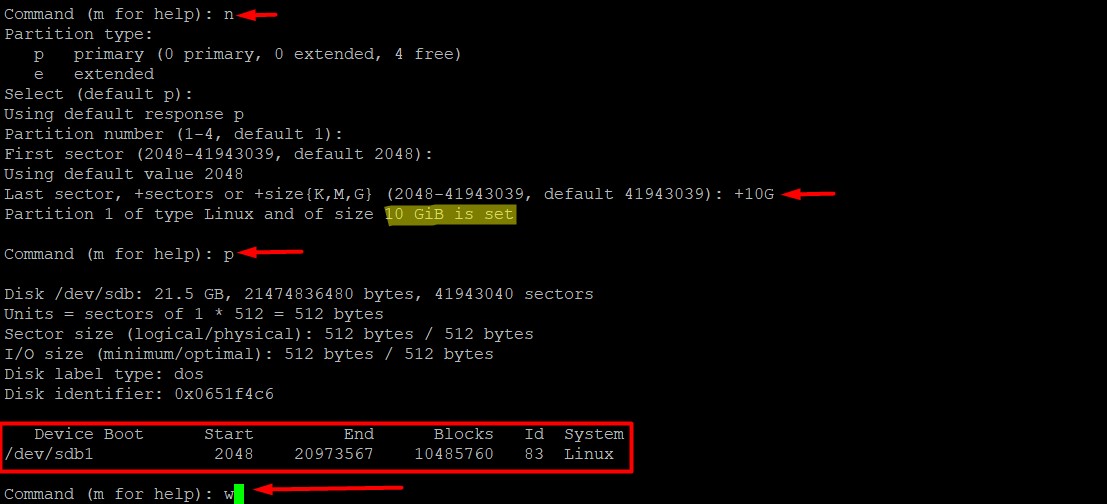 Command (m for help): n
Partition type:
   p   primary (0 primary, 0 extended, 4 free)
   e   extended
Select (default p):
Using default response p
Partition number (1-4, default 1):
First sector (2048-41943039, default 2048):
Using default value 2048
Last sector, +sectors or +size{K,M,G} (2048-41943039, default 41943039): +10G
Partition 1 of type Linux and of size 10 GiB is set
Command (m for help): p
Disk /dev/sdb: 21.5 GB, 21474836480 bytes, 41943040 sectors
Units = sectors of 1 * 512 = 512 bytes
Sector size (logical/physical): 512 bytes / 512 bytes
I/O size (minimum/optimal): 512 bytes / 512 bytes
Disk label type: dos
Disk identifier: 0x0651f4c6
   Device Boot      Start         End      Blocks   Id  System
/dev/sdb1            2048    20973567    10485760   83  Linux
Command (m for help): w